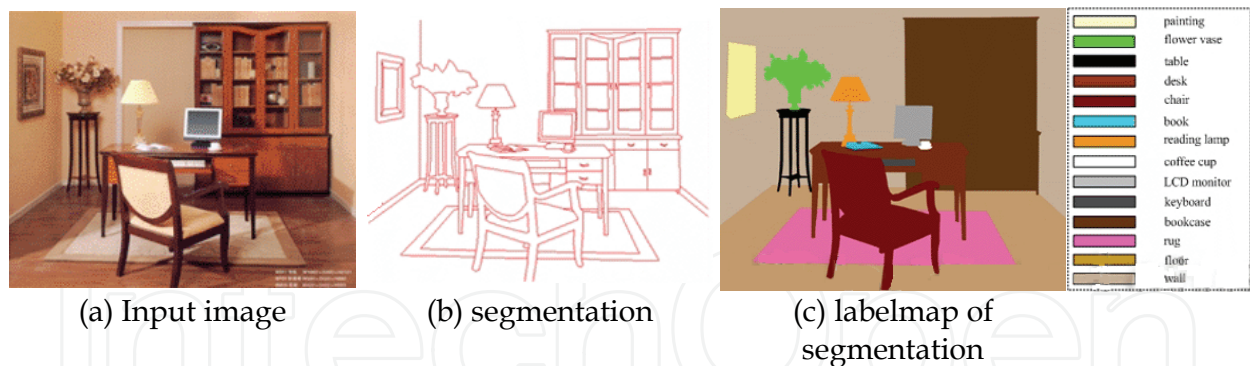 painting
flower vase
table
desk
chair
book
reading lamp
coffee cup
LCD monitor
keyboard
bookcase
rug
floor
wall
(a) Input image
(b) segmentation
(c) labelmap of
segmentation
IntechOpen